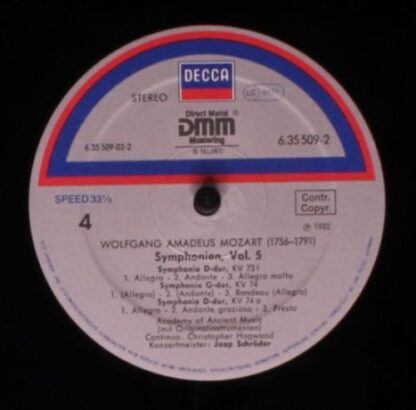 DECCA
STEREO
Direct Metal
DMM
Mastering
6.35 509-02-2
6.35 509-2
SPEED 33⅓
4
Contr.
Copyr.
℗ 1982
WOLFGANG AMADEUS MOZART (1756–1791)
Symphonien, Vol. 5
Symphonie D-dur, KV 73 l
1. Allegro - 2. Andante - 3. Allegro molto
Symphonie G-dur, KV 74
1. (Allegro) - 2. (Andante) - 3. Rondeau (Allegro)
Symphonie D-dur, KV 74 a
1. Allegro - 2. Andante grazioso - 3. Presto
Academy of Ancient Music
(mit Originalinstrumenten)
Continuo: Christopher Hogwood
Konzertmeister: Jaap Schröder